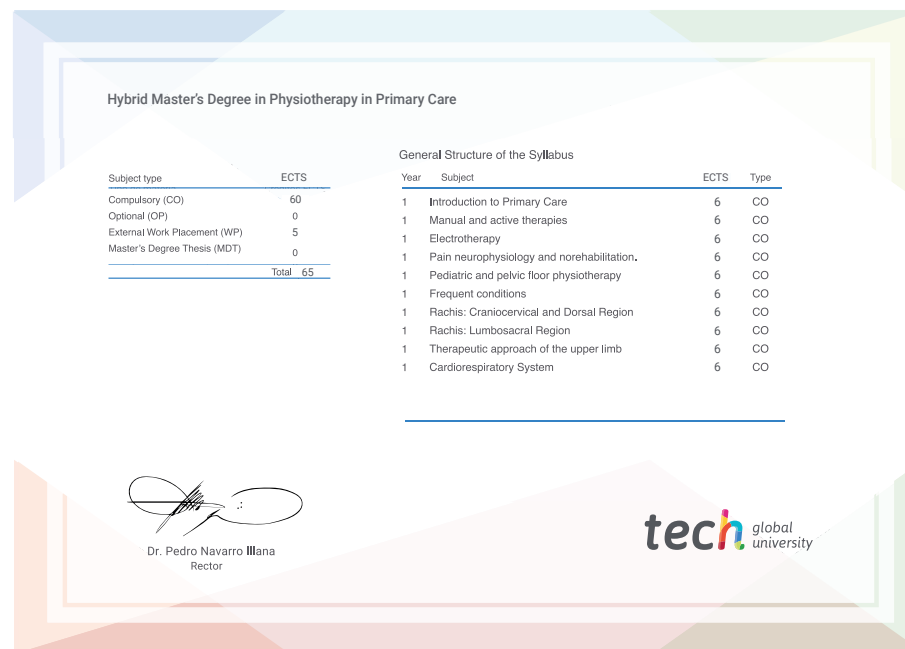 Hybrid Master's Degree in Physiotherapy in Primary Care
Subject type ECTS
Compulsory (CO) 60
Optional (OP) 0
External Work Placement (WP) 5
Master's Degree Thesis (MDT) 0
Total 65
General Structure of the Syllabus
Year Subject ECTS Type
1 Introduction to Primary Care 6 CO
1 Manual and active therapies 6 CO
1 Electrotherapy 6 CO
1 Pain neurophysiology and norehabilitation. 6 CO
1 Pediatric and pelvic floor physiotherapy 6 CO
1 Frequent conditions 6 CO
1 Rachis: Craniocervical and Dorsal Region 6 CO
1 Rachis: Lumbosacral Region 6 CO
1 Therapeutic approach of the upper limb 6 CO
1 Cardiorespiratory System 6 CO
Dr. Pedro Navarro Illana
Rector
tech global
university